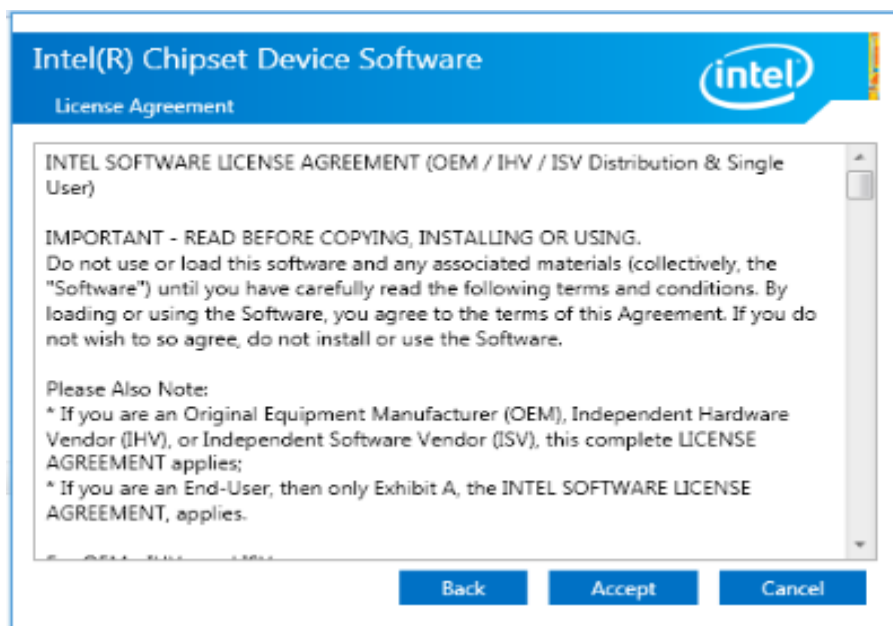 Intel(R) Chipset Device Software
intel
License Agreement
INTEL SOFTWARE LICENSE AGREEMENT (OEM / IHV / ISV Distribution & Single
User)
IMPORTANT - READ BEFORE COPYING, INSTALLING OR USING.
Do not use or load this software and any associated materials (collectively, the
"Software") until you have carefully read the following terms and conditions. By
loading or using the Software, you agree to the terms of this Agreement. If you do
not wish to so agree, do not install or use the Software.
Please Also Note:
* If you are an Original Equipment Manufacturer (OEM), Independent Hardware
Vendor (IHV), or Independent Software Vendor (ISV), this complete LICENSE
AGREEMENT applies;
* If you are an End-User, then only Exhibit A, the INTEL SOFTWARE LICENSE
AGREEMENT, applies.
Back Accept Cancel